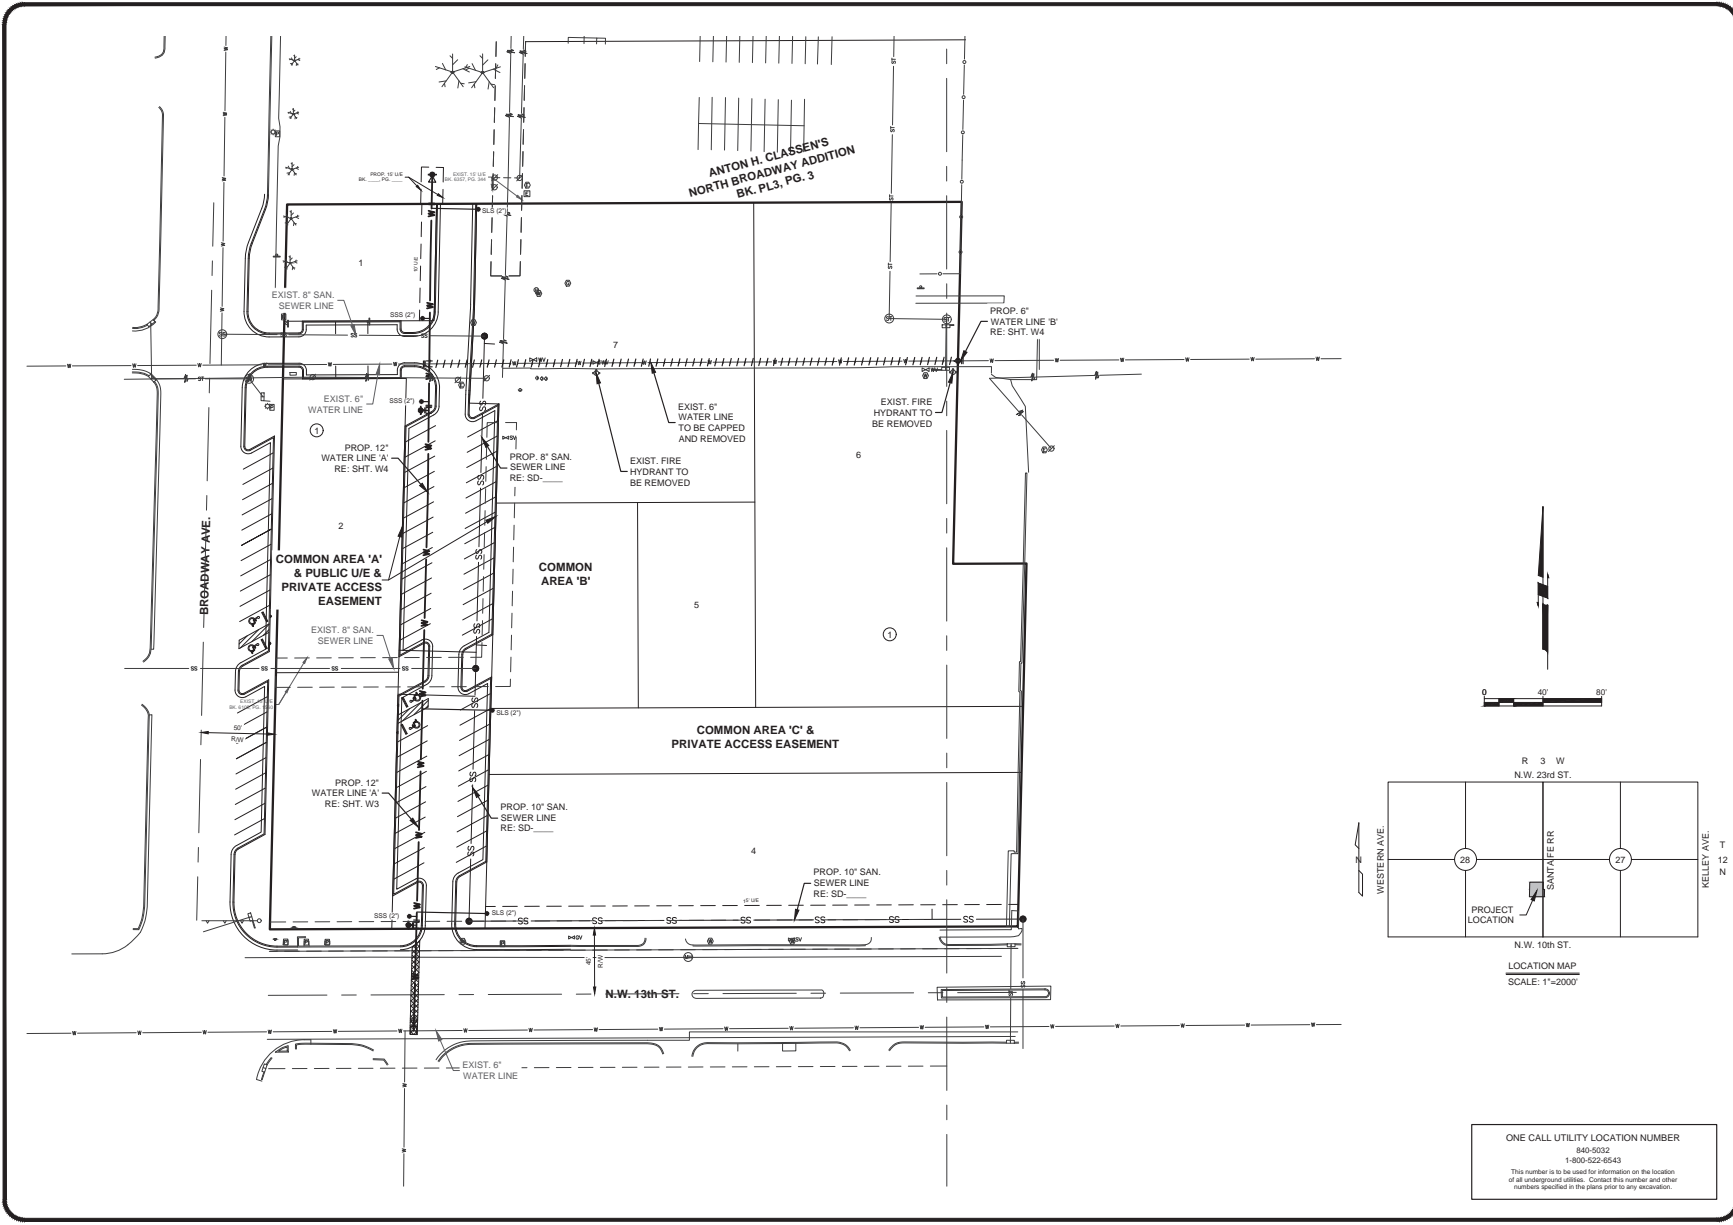 ANTON H. CLASSEN'S
NORTH BROADWAY ADDITION
BK. PL3, PG. 3
PROP. 10' U/E
BK. ____, PG. ____
EXIST. 10' U/E
BK. 6257, PG. 344
SLS (2")
1
10' U/E
EXIST. 8" SAN.
SEWER LINE
SSS (2")
7
PROP. 6"
WATER LINE 'B'
RE: SHT. W4
EXIST. 6"
WATER LINE
SSS (2")
1
EXIST. 6"
WATER LINE
TO BE CAPPED
AND REMOVED
EXIST. FIRE
HYDRANT TO
BE REMOVED
PROP. 12"
WATER LINE 'A'
RE: SHT. W4
PROP. 8" SAN.
SEWER LINE
RE: SD-____
EXIST. FIRE
HYDRANT TO
BE REMOVED
6
2
BROADWAY AVE.
COMMON AREA 'A'
& PUBLIC U/E &
PRIVATE ACCESS
EASEMENT
COMMON
AREA 'B'
5
1
EXIST. 8" SAN.
SEWER LINE
50'
R/W
SLS (2")
COMMON AREA 'C' &
PRIVATE ACCESS EASEMENT
PROP. 12"
WATER LINE 'A'
RE: SHT. W3
PROP. 10" SAN.
SEWER LINE
RE: SD-____
4
PROP. 10" SAN.
SEWER LINE
RE: SD-____
15' U/E
SSS (2")
SLS (2")
R/W
N.W. 13th ST.
EXIST. 6"
WATER LINE
0 40' 80'
R 3 W
N.W. 23rd ST.
N
WESTERN AVE.
28
SANTA FE RR
27
KELLEY AVE.
T
12
N
PROJECT
LOCATION
N.W. 10th ST.
LOCATION MAP
SCALE: 1"=2000'
ONE CALL UTILITY LOCATION NUMBER
840-5032
1-800-522-6543
This number is to be used for information on the location
of all underground utilities. Contact this number and other
numbers specified in the plans prior to any excavation.